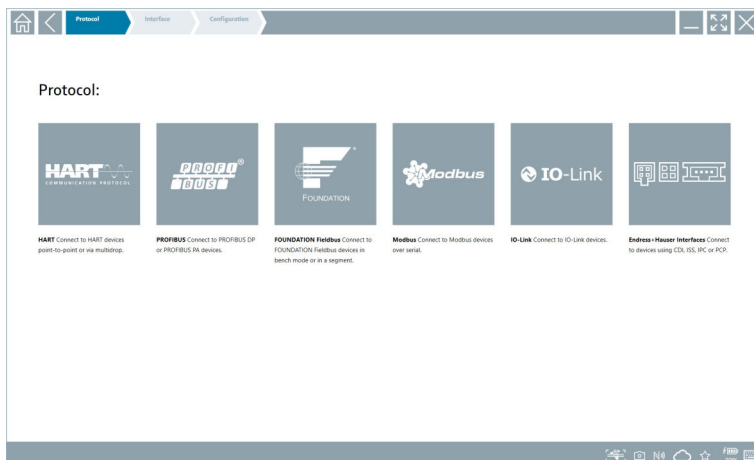 Protocol
Interface
Configuration
Protocol:
HART
COMMUNICATION PROTOCOL
PROFI
BUS
®
FOUNDATION
Modbus
IO-Link
HART Connect to HART devices
point-to-point or via multidrop.
PROFIBUS Connect to PROFIBUS DP
or PROFIBUS PA devices.
FOUNDATION Fieldbus Connect to
FOUNDATION Fieldbus devices in
bench mode or in a segment.
Modbus Connect to Modbus devices
over serial.
IO-Link Connect to IO-Link devices.
Endress+Hauser Interfaces Connect
to devices using CDI, ISS, IPC or PCP.